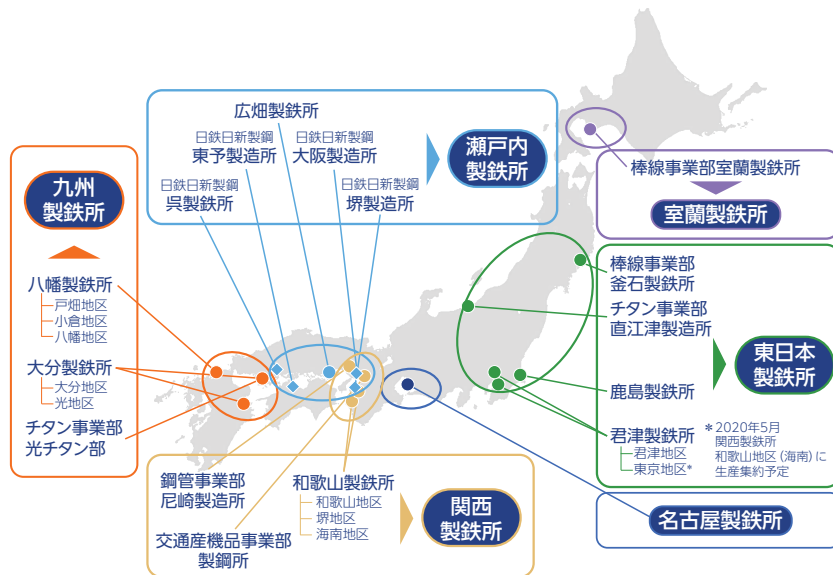 広畑製鉄所
日鉄日新製鋼
東予製造所
日鉄日新製鋼
大阪製造所
日鉄日新製鋼
呉製鉄所
日鉄日新製鋼
堺製造所
瀬戸内
製鉄所
棒線事業部室蘭製鉄所
室蘭製鉄所
九州
製鉄所
八幡製鉄所
戸畑地区
小倉地区
八幡地区
大分製鉄所
大分地区
光地区
チタン事業部
光チタン部
棒線事業部
釜石製鉄所
チタン事業部
直江津製造所
東日本
製鉄所
鹿島製鉄所
君津製鉄所
君津地区
東京地区*
*2020年5月
関西製鉄所
和歌山地区(海南)に
生産集約予定
鋼管事業部
尼崎製造所
和歌山製鉄所
和歌山地区
堺地区
海南地区
交通産機品事業部
製鋼所
関西
製鉄所
名古屋製鉄所